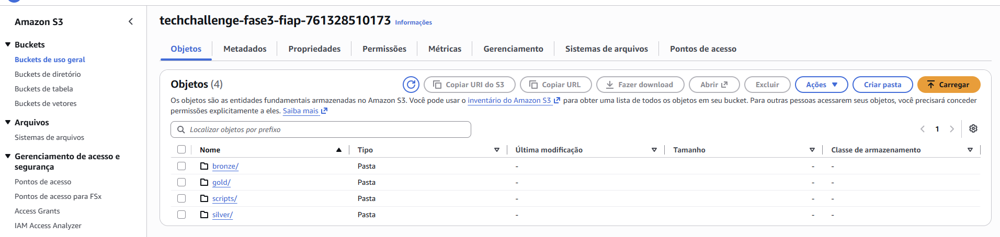 Amazon S3
Buckets
Buckets de uso geral
Buckets de diretório
Buckets de tabela
Buckets de vetores
Arquivos
Sistemas de arquivos
Gerenciamento de acesso e
segurança
Pontos de acesso
Pontos de acesso para FSx
Access Grants
IAM Access Analyzer
techchallenge-fase3-fiap-761328510173 Informações
Objetos Metadados Propriedades Permissões Métricas Gerenciamento Sistemas de arquivos Pontos de acesso
Objetos (4) Copiar URI do S3 Copiar URL Fazer download Abrir Excluir Ações Criar pasta Carregar
Os objetos são as entidades fundamentais armazenadas no Amazon S3. Você pode usar o inventário do Amazon S3 para obter uma lista de todos os objetos em seu bucket. Para outras pessoas acessarem seus objetos, você precisará conceder
permissões explicitamente a eles. Saiba mais
Localizar objetos por prefixo 1
Nome Tipo Última modificação Tamanho Classe de armazenamento
bronze/ Pasta - - -
gold/ Pasta - - -
scripts/ Pasta - - -
silver/ Pasta - - -